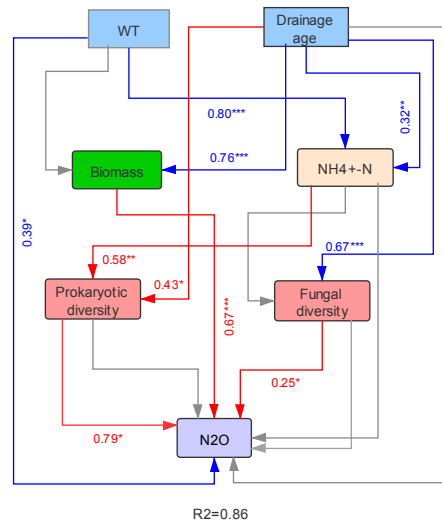 WT
Drainage
age
0.80***
0.32**
0.76***
Biomass
NH4+-N
0.39*
0.58**
0.43*
0.67***
0.67***
Prokaryotic
diversity
Fungal
diversity
0.25*
0.79*
N2O
R2=0.86